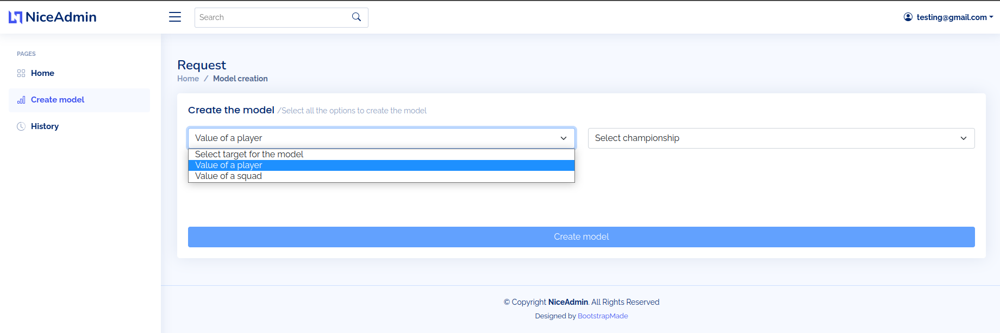 NiceAdmin
Search
testing@gmail.com
PAGES
Home
Create model
History
Request
Home / Model creation
Create the model /Select all the options to create the model
Value of a player
Select championship
Select target for the model
Value of a player
Value of a squad
Create model
© Copyright NiceAdmin. All Rights Reserved
Designed by BootstrapMade